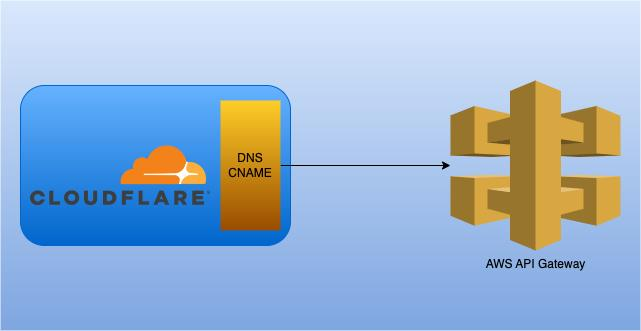 DNS
CNAME
CLOUDFLARE
AWS API Gateway